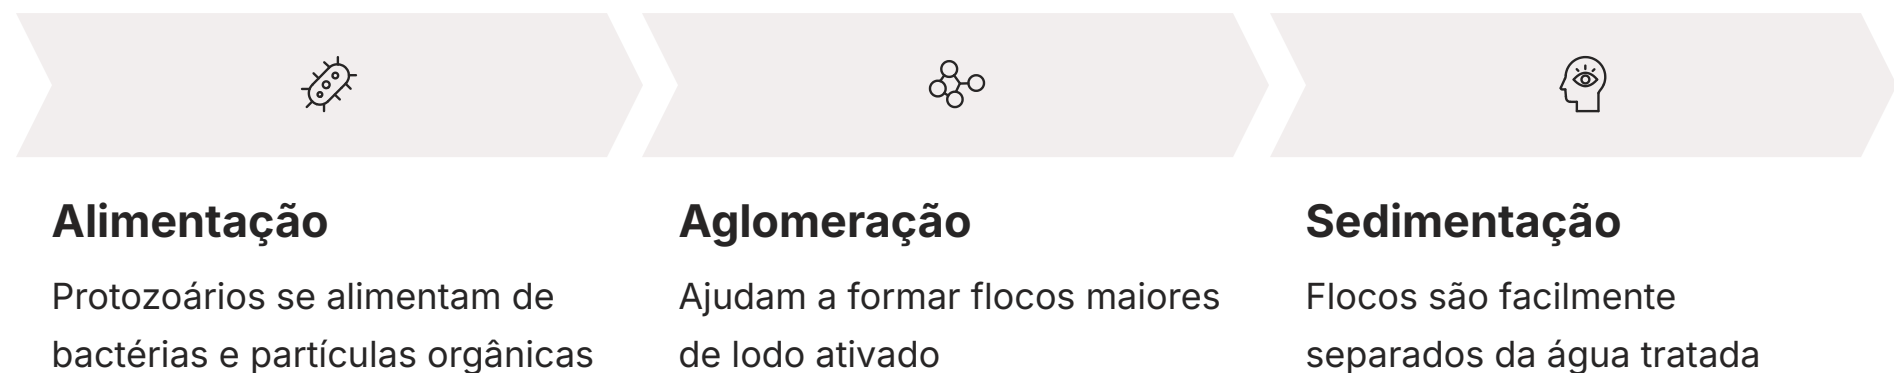 Alimentação
Protozoários se alimentam de
bactérias e partículas orgânicas
Aglomeração
Ajudam a formar flocos maiores
de lodo ativado
Sedimentação
Flocos são facilmente
separados da água tratada